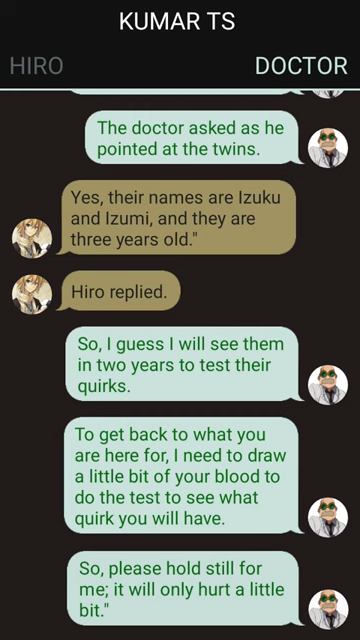 KUMAR TS
HIRO
DOCTOR
The doctor asked as he
pointed at the twins.
Yes, their names are Izuku
and Izumi, and they are
three years old."
Hiro replied.
So, I guess I will see them
in two years to test their
quirks.
To get back to what you
are here for, I need to draw
a little bit of your blood to
do the test to see what
quirk you will have.
So, please hold still for
me; it will only hurt a little
bit."